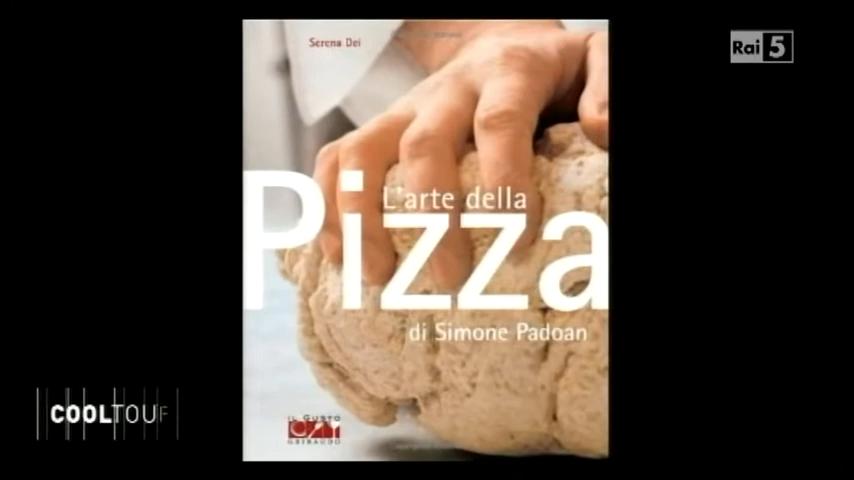 Serena Dei
Rai 5
L'arte della
Pizza
di Simone Padoan
IL GUSTO
GRIBAUDO
COOLTOUR